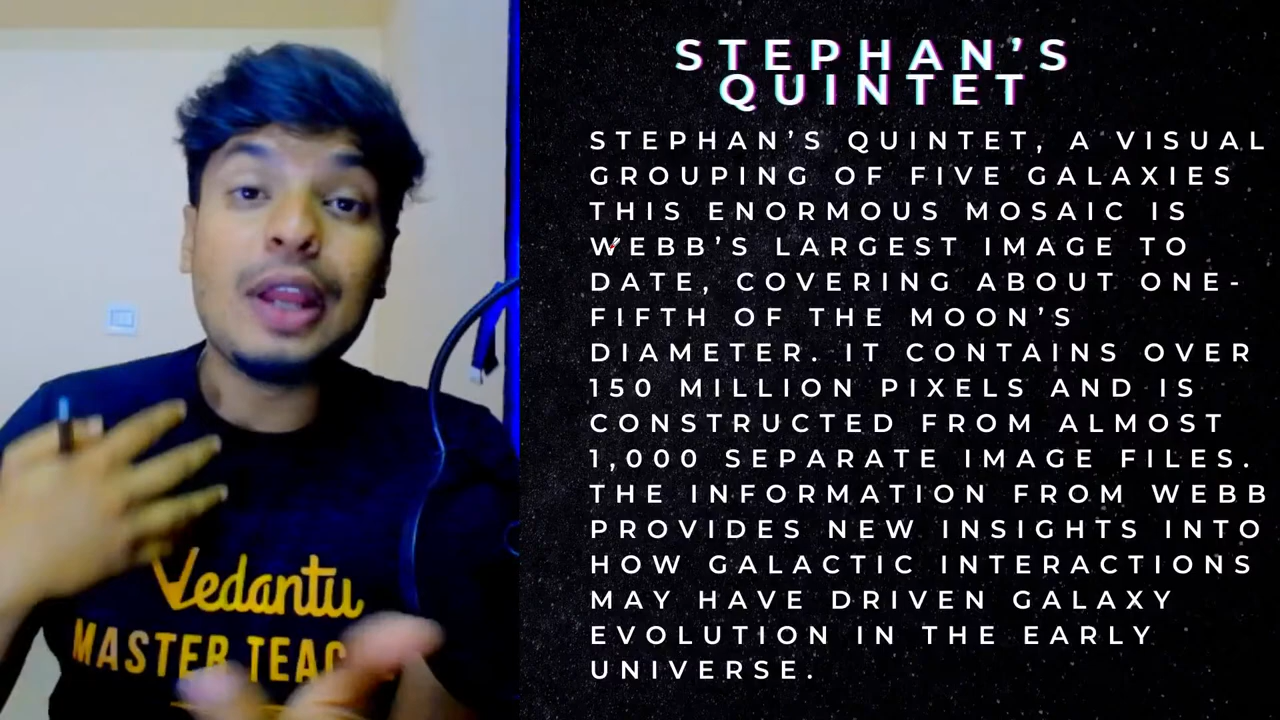 STEPHAN'S
QUINTET
STEPHAN'S QUINTET, A VISUAL
GROUPING OF FIVE GALAXIES
THIS ENORMOUS MOSAIC IS
WEBB'S LARGEST IMAGE TO
DATE, COVERING ABOUT ONE-
FIFTH OF THE MOON'S
DIAMETER. IT CONTAINS OVER
150 MILLION PIXELS AND IS
CONSTRUCTED FROM ALMOST
1,000 SEPARATE IMAGE FILES.
THE INFORMATION FROM WEBB
PROVIDES NEW INSIGHTS INTO
HOW GALACTIC INTERACTIONS
MAY HAVE DRIVEN GALAXY
EVOLUTION IN THE EARLY
UNIVERSE.
Vedantu
MASTER TEAC